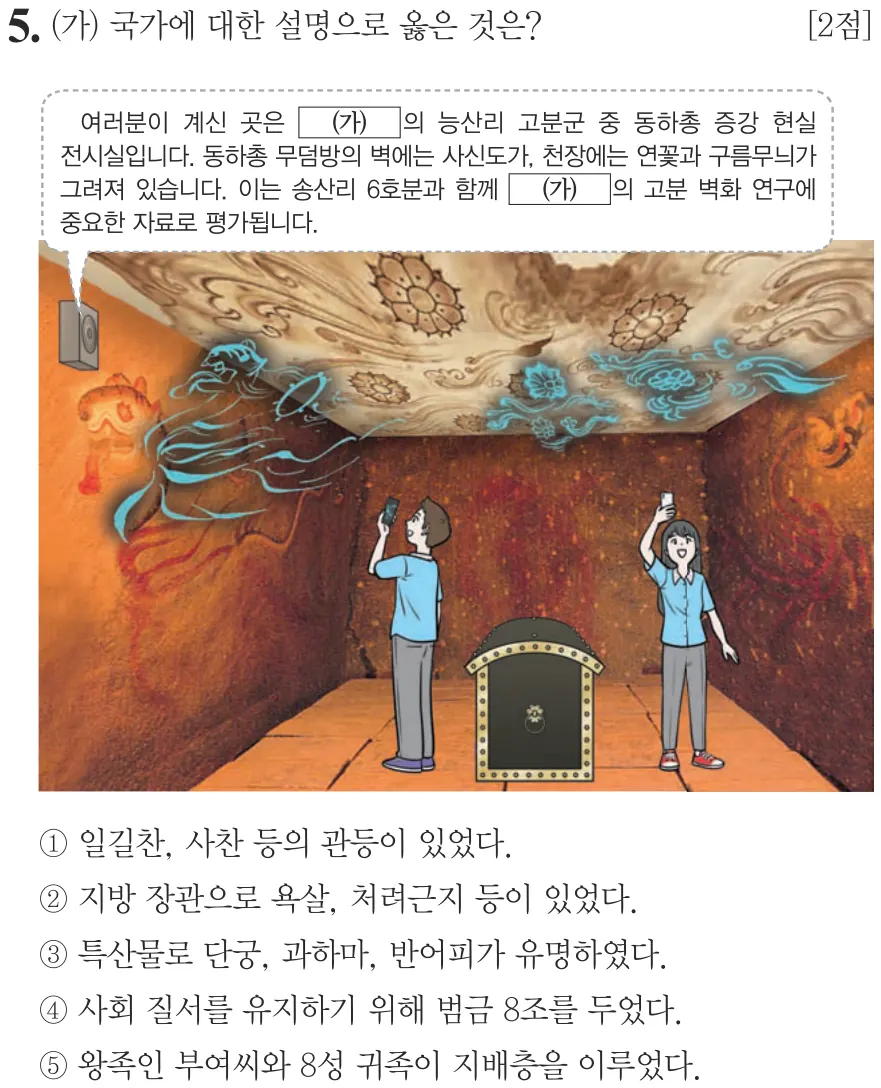 5. (가) 국가에 대한 설명으로 옳은 것은? [2점]
여러분이 계신 곳은 (가) 의 능산리 고분군 중 동하총 증강 현실
전시실입니다. 동하총 무덤방의 벽에는 사신도가, 천장에는 연꽃과 구름무늬가
그려져 있습니다. 이는 송산리 6호분과 함께 (가) 의 고분 벽화 연구에
중요한 자료로 평가됩니다.
① 일길찬, 사찬 등의 관등이 있었다.
② 지방 장관으로 욕살, 처려근지 등이 있었다.
③ 특산물로 단궁, 과하마, 반어피가 유명하였다.
④ 사회 질서를 유지하기 위해 범금 8조를 두었다.
⑤ 왕족인 부여씨와 8성 귀족이 지배층을 이루었다.